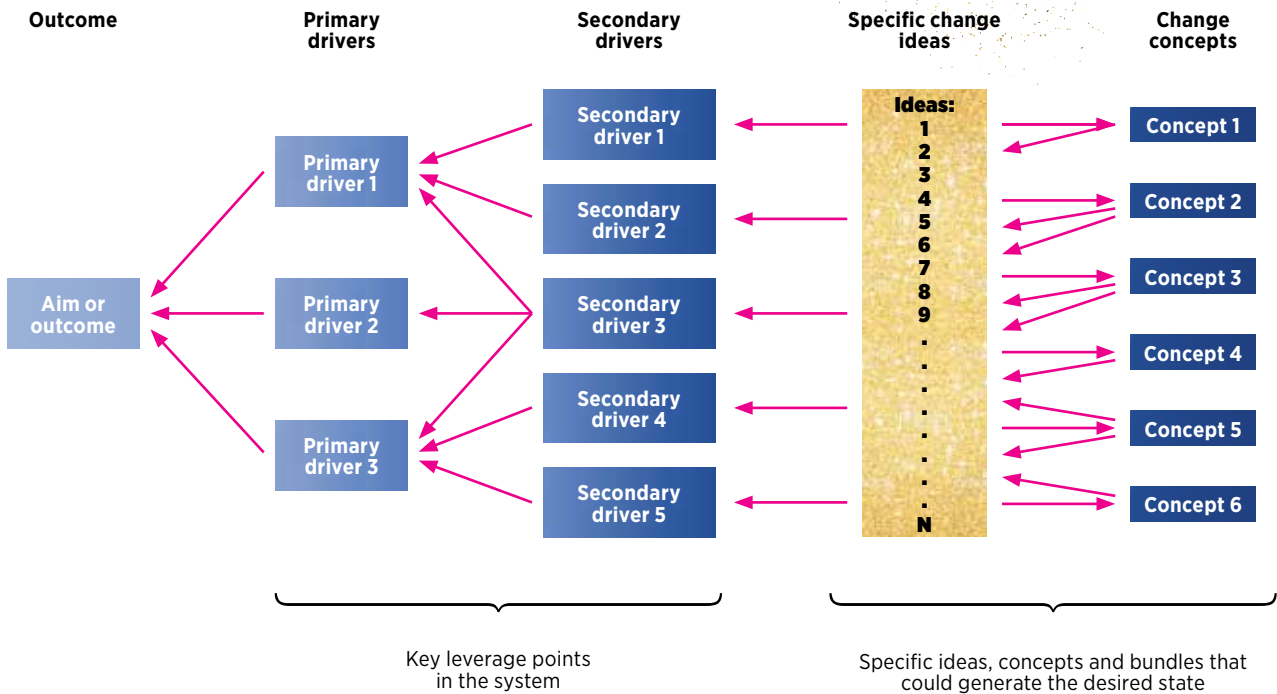 Outcome
Primary
drivers
Secondary
drivers
Specific change
ideas
Change
concepts
Aim or
outcome
Primary
driver 1
Primary
driver 2
Primary
driver 3
Secondary
driver 1
Secondary
driver 2
Secondary
driver 3
Secondary
driver 4
Secondary
driver 5
Ideas:
1
2
3
4
5
6
7
8
9
.
.
.
.
.
.
.
.
N
Concept 1
Concept 2
Concept 3
Concept 4
Concept 5
Concept 6
Key leverage points
in the system
Specific ideas, concepts and bundles that
could generate the desired state